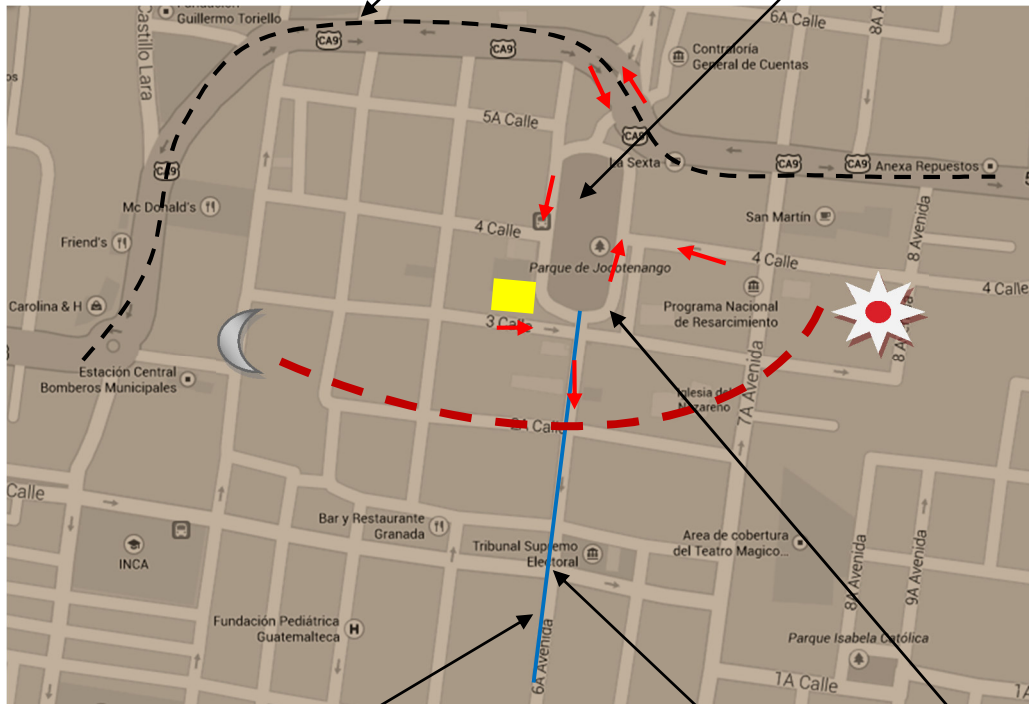 Guillermo Toriello
6A Calle
8A
Castillo Lara
CA9
CA9
Contraloría
General de Cuentas
5A Calle
CA9
La Sexta
CA9
CA9
Anexa Repuestos
5
CA9
Mc Donald's
San Martín
8 Avenida
4 Calle
Friend's
Parque de Jocotenango
4 Calle
4 Calle
Carolina & H
Programa Nacional
de Resarcimiento
3 Calle
8 A
Estación Central
Bomberos Municipales
Iglesia del
Nazareno
7A Avenida
2A Calle
Calle
Bar y Restaurante
Granada
Tribunal Supremo
Electoral
Area de cobertura
del Teatro Magico...
INCA
8A Avenida
9A Avenida
Fundación Pediátrica
Guatemalteca
H
Parque Isabela Católica
6A Avenida
1A Calle
1A